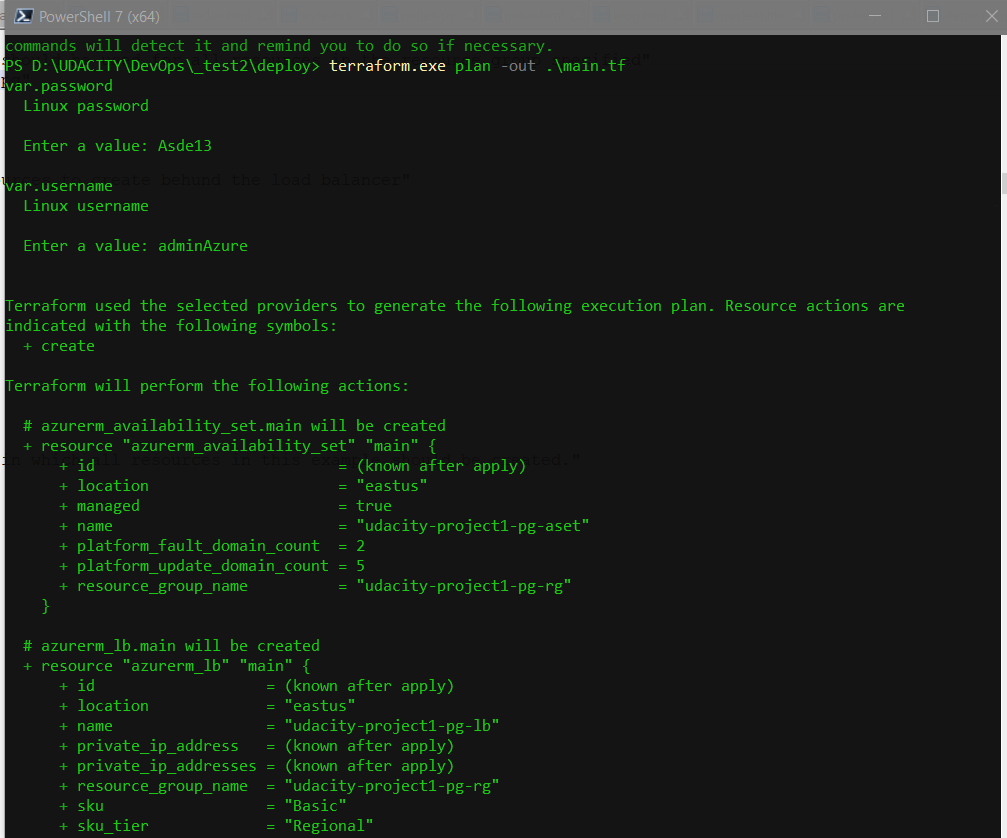 PowerShell 7 (x64)
commands will detect it and remind you to do so if necessary.
PS D:\UDACITY\DevOps\_test2\deploy> terraform.exe plan -out .\main.tf
var.password
  Linux password

  Enter a value: Asde13

var.username
  Linux username

  Enter a value: adminAzure


Terraform used the selected providers to generate the following execution plan. Resource actions are
indicated with the following symbols:
  + create

Terraform will perform the following actions:

  # azurerm_availability_set.main will be created
  + resource "azurerm_availability_set" "main" {
      + id                           = (known after apply)
      + location                     = "eastus"
      + managed                      = true
      + name                         = "udacity-project1-pg-aset"
      + platform_fault_domain_count  = 2
      + platform_update_domain_count = 5
      + resource_group_name          = "udacity-project1-pg-rg"
    }

  # azurerm_lb.main will be created
  + resource "azurerm_lb" "main" {
      + id                   = (known after apply)
      + location             = "eastus"
      + name                 = "udacity-project1-pg-lb"
      + private_ip_address   = (known after apply)
      + private_ip_addresses = (known after apply)
      + resource_group_name  = "udacity-project1-pg-rg"
      + sku                  = "Basic"
      + sku_tier             = "Regional"